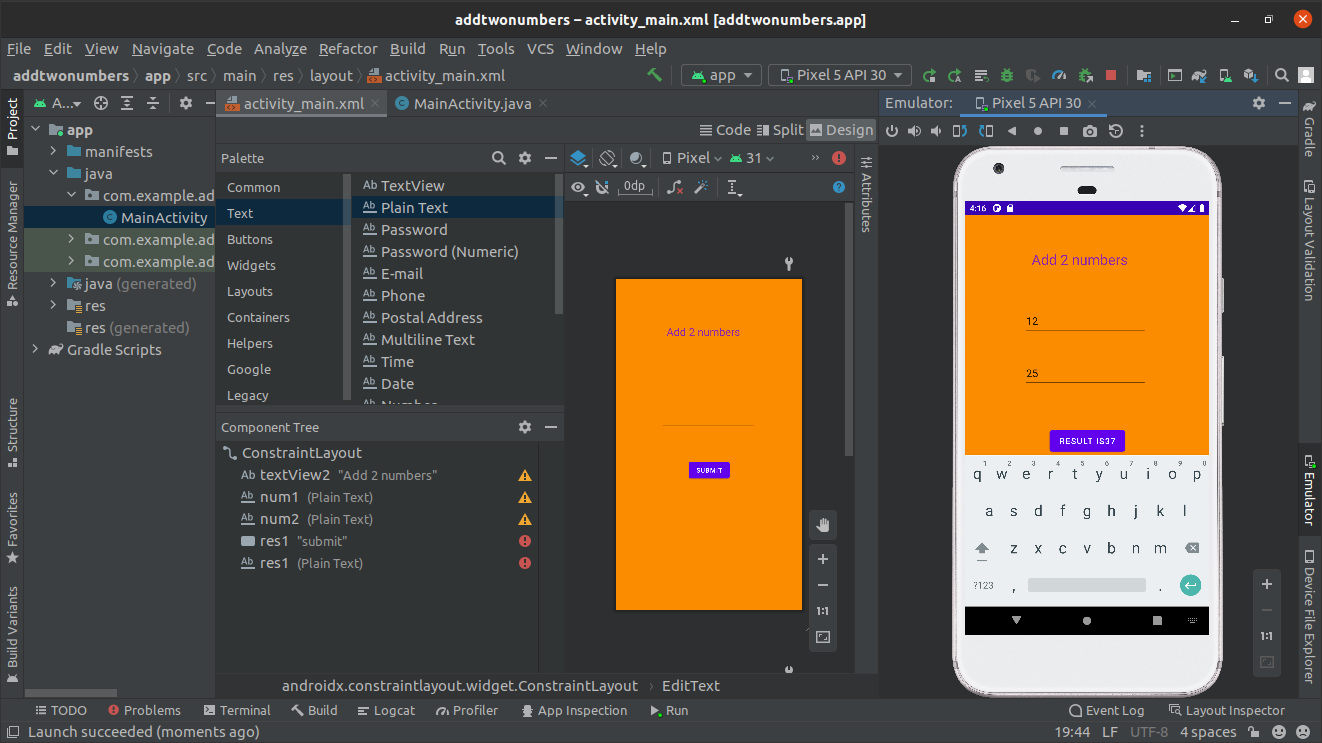 addtwonumbers – activity_main.xml [addtwonumbers.app]
File Edit View Navigate Code Analyze Refactor Build Run Tools VCS Window Help
addtwonumbers app src main res layout activity_main.xml app Pixel 5 API 30
Project
Resource Manager
Structure
Favorites
Build Variants
A...
app
manifests
java
com.example.ad
MainActivity
com.example.ad
com.example.ad
java (generated)
res
res (generated)
Gradle Scripts
activity_main.xml MainActivity.java
Code Split Design
Palette
Common
Text
Buttons
Widgets
Layouts
Containers
Helpers
Google
Legacy
Ab TextView
Ab Plain Text
Ab Password
Ab Password (Numeric)
Ab E-mail
Ab Phone
Ab Postal Address
Ab Multiline Text
Ab Time
Ab Date
Ab Number
Component Tree
ConstraintLayout
Ab textView2 "Add 2 numbers"
Ab num1 (Plain Text)
Ab num2 (Plain Text)
res1 "submit"
Ab res1 (Plain Text)
Pixel 31
0dp
Add 2 numbers
SUBMIT
1:1
Attributes
androidx.constraintlayout.widget.ConstraintLayout EditText
Emulator: Pixel 5 API 30
4:16
Add 2 numbers
12
25
RESULT IS37
1 2 3 4 5 6 7 8 9 0
q w e r t y u i o p
a s d f g h j k l
z x c v b n m
?123 , .
1:1
Gradle
Layout Validation
Emulator
Device File Explorer
TODO Problems Terminal Build Logcat Profiler App Inspection Run Event Log Layout Inspector
Launch succeeded (moments ago) 19:44 LF UTF-8 4 spaces